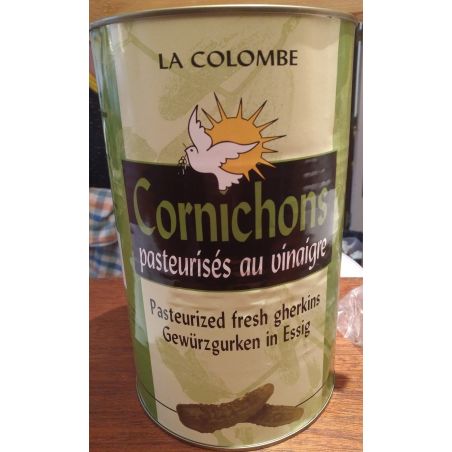 LA COLOMBE
Cornichons
pasteurisés au vinaigre
Pasteurized fresh gherkins
Gewürzgurken in Essig